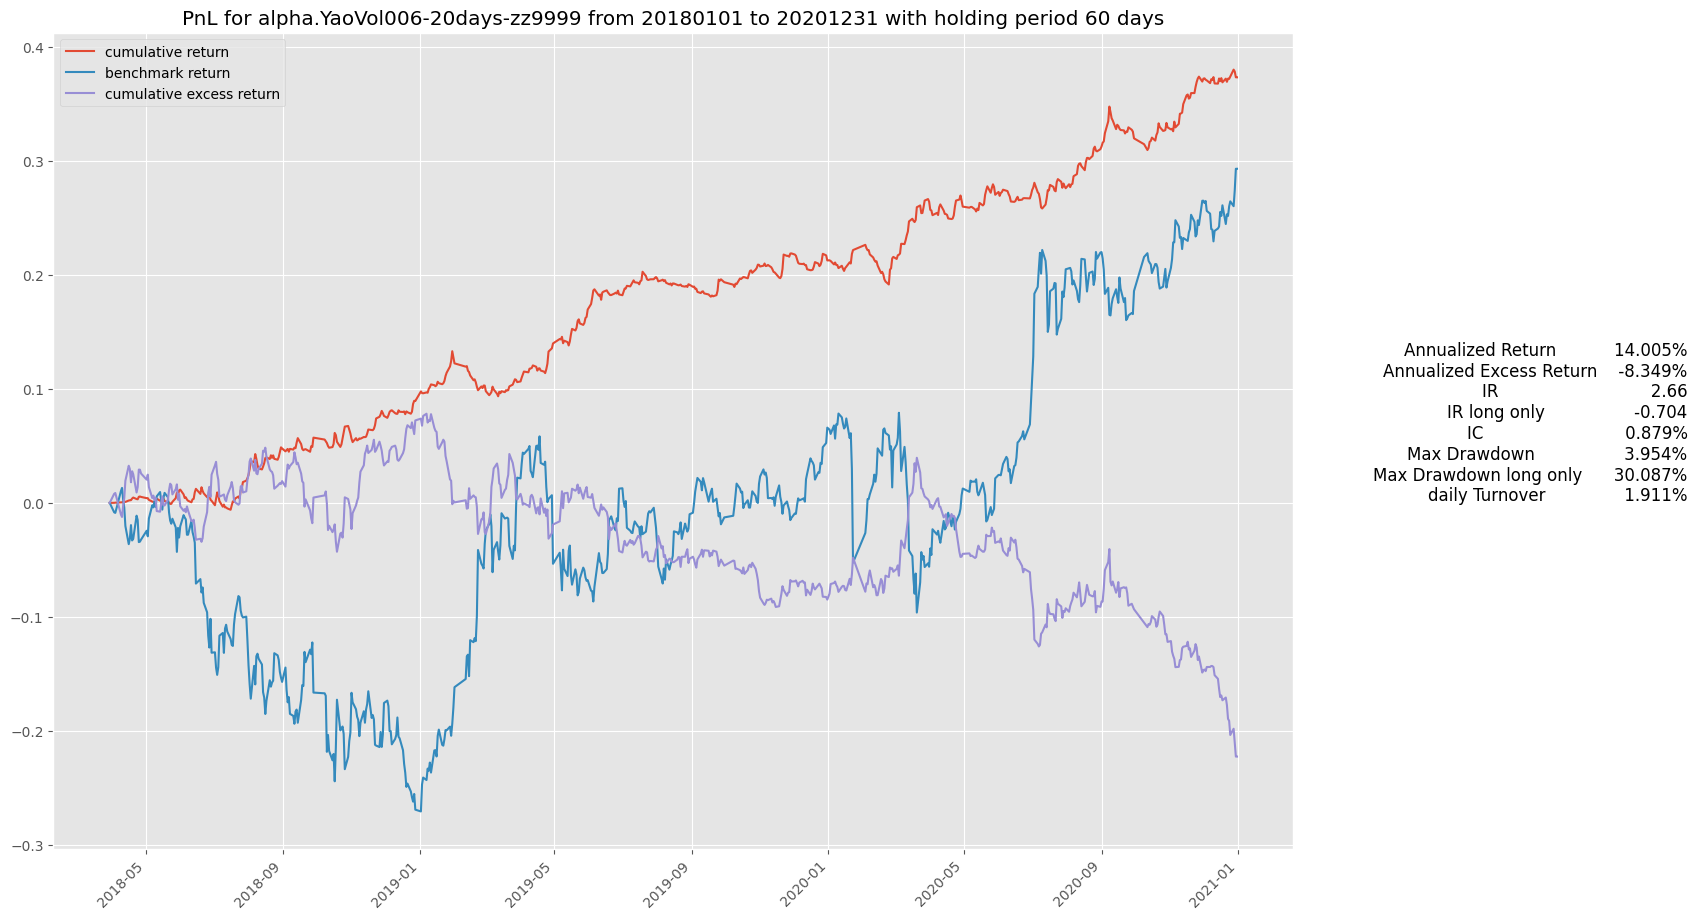 PnL for alpha.YaoVol006-20days-zz9999 from 20180101 to 20201231 with holding period 60 days
cumulative return
benchmark return
cumulative excess return
0.4
0.3
0.2
0.1
0.0
−0.1
−0.2
−0.3
2018-05
2018-09
2019-01
2019-05
2019-09
2020-01
2020-05
2020-09
2021-01
Annualized Return 14.005%
Annualized Excess Return -8.349%
IR 2.66
IR long only -0.704
IC 0.879%
Max Drawdown 3.954%
Max Drawdown long only 30.087%
daily Turnover 1.911%